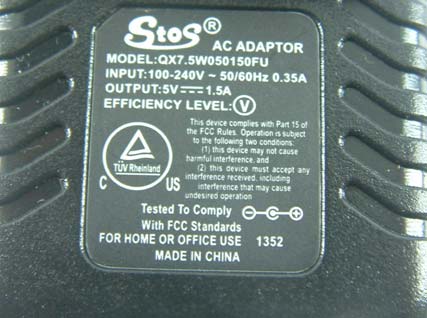 Stos®
AC ADAPTOR
MODEL:QX7.5W050150FU
INPUT:100-240V ~ 50/60Hz 0.35A
OUTPUT:5V⎓1.5A
EFFICIENCY LEVEL:Ⓥ
This device complies with Part 15 of
the FCC Rules. Operation is subject
to the following two conditions:
(1) this device may not cause
harmful interference, and
(2) this device must accept any
interference received, including
interference that may cause
undesired operation
TÜV Rheinland
C US
Tested To Comply
With FCC Standards
FOR HOME OR OFFICE USE 1352
MADE IN CHINA